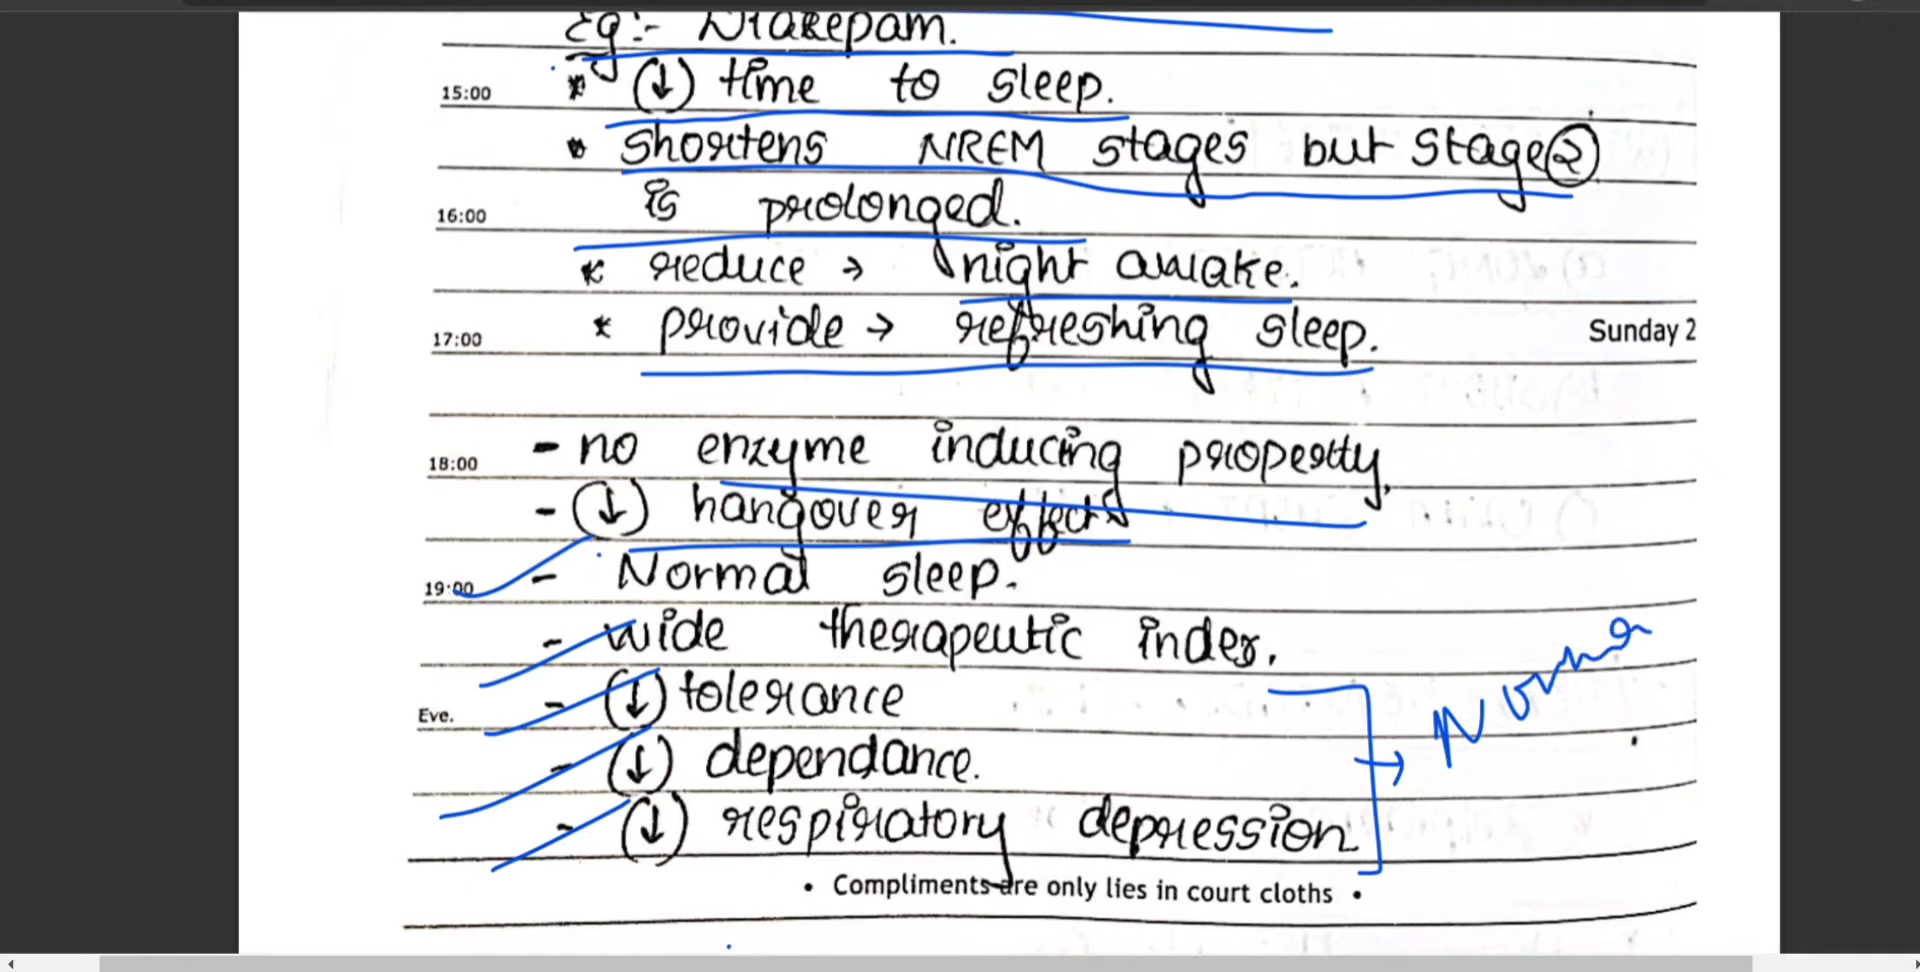 Eg:- Diazepam.
15:00 * (↓) time to sleep.
* shortens NREM stages but stage ②
16:00 is prolonged.
* reduce → night awake.
17:00 * provide → refreshing sleep. Sunday 2
18:00 - no enzyme inducing property,
- (↓) hangover effects
19:00 - Normal sleep.
- wide therapeutic index.
Eve. - (↓) tolerance
- (↓) dependance.
- (↓) respiratory depression
• Compliments are only lies in court cloths •